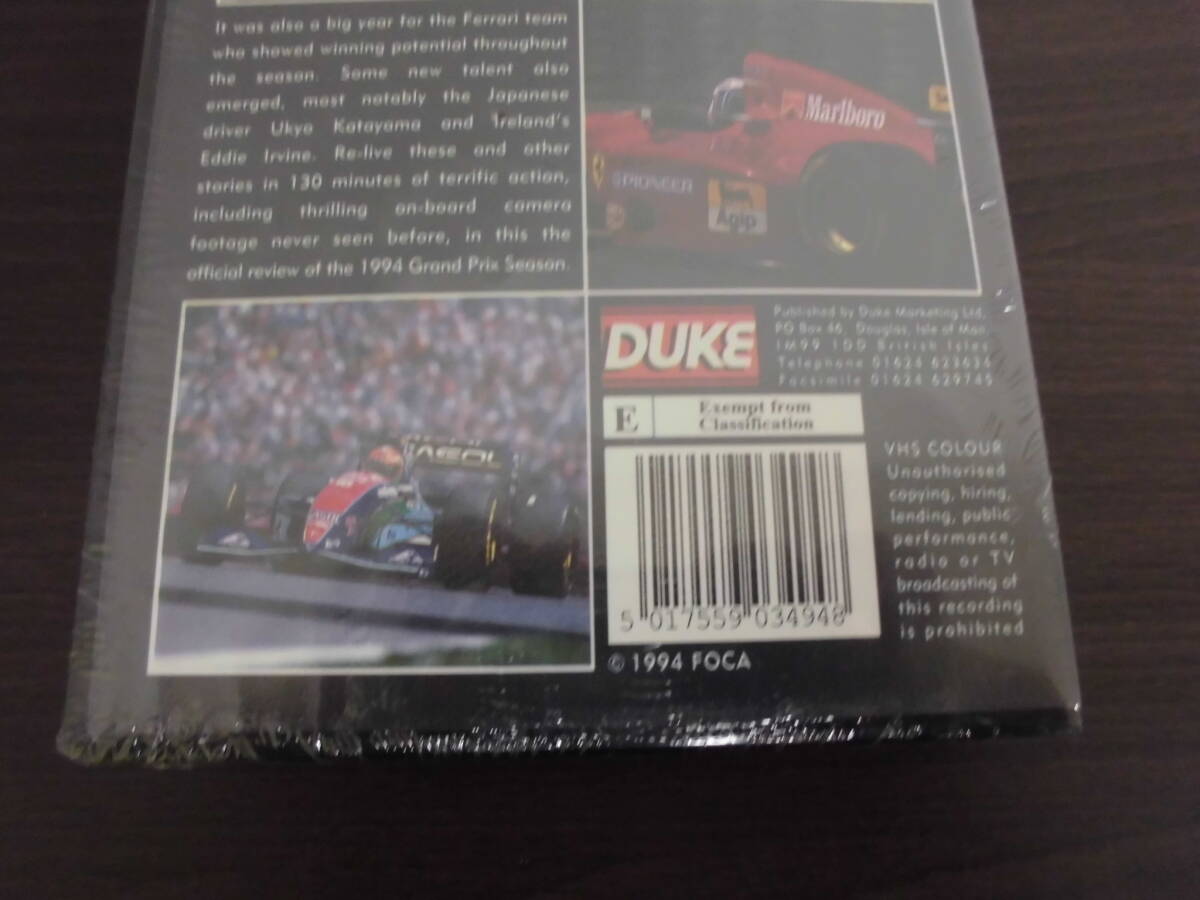 It was also a big year for the Ferrari team
who showed winning potential throughout
the season. Some new talent also
emerged, most notably the Japanese
driver Ukyo Katayama and Ireland's
Eddie Irvine. Re-live these and other
stories in 130 minutes of terrific action,
including thrilling on-board camera
footage never seen before, in this the
official review of the 1994 Grand Prix Season.
Marlboro
PIONEER
Agip
DUKE
Published by Duke Marketing Ltd,
PO Box 46, Douglas, Isle of Man,
IM99 1DD British Isles
Telephone 01624 623634
Facsimile 01624 629745
E
Exempt from
Classification
VHS COLOUR
Unauthorised
copying, hiring,
lending, public
performance,
radio or TV
broadcasting of
this recording
is prohibited
5 017559 034948
© 1994 FOCA